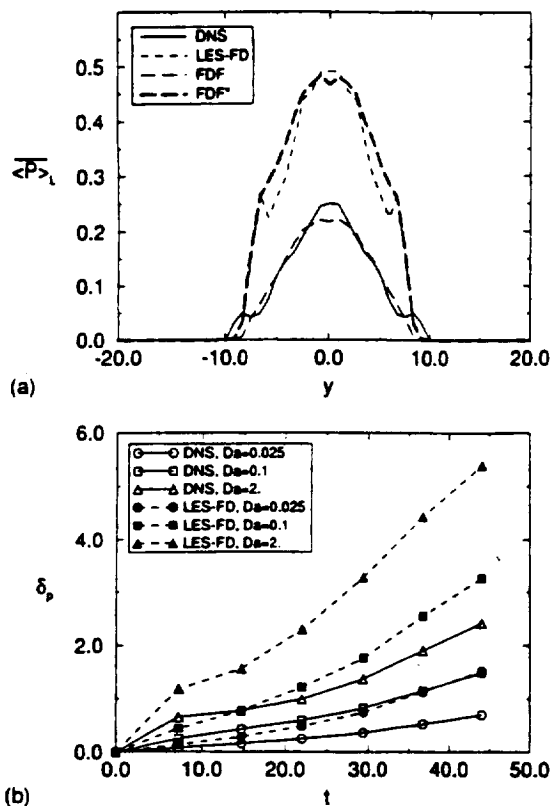 DNS
LES-FD
FDF
FDF*
0.5
0.4
0.3
0.2
0.1
0.0
<P>L
-20.0 -10.0 0.0 10.0 20.0
y
(a)
6.0
4.0
2.0
0.0
DNS, Da=0.025
DNS, Da=0.1
DNS, Da=2.
LES-FD, Da=0.025
LES-FD, Da=0.1
LES-FD, Da=2.
δp
0.0 10.0 20.0 30.0 40.0 50.0
t
(b)